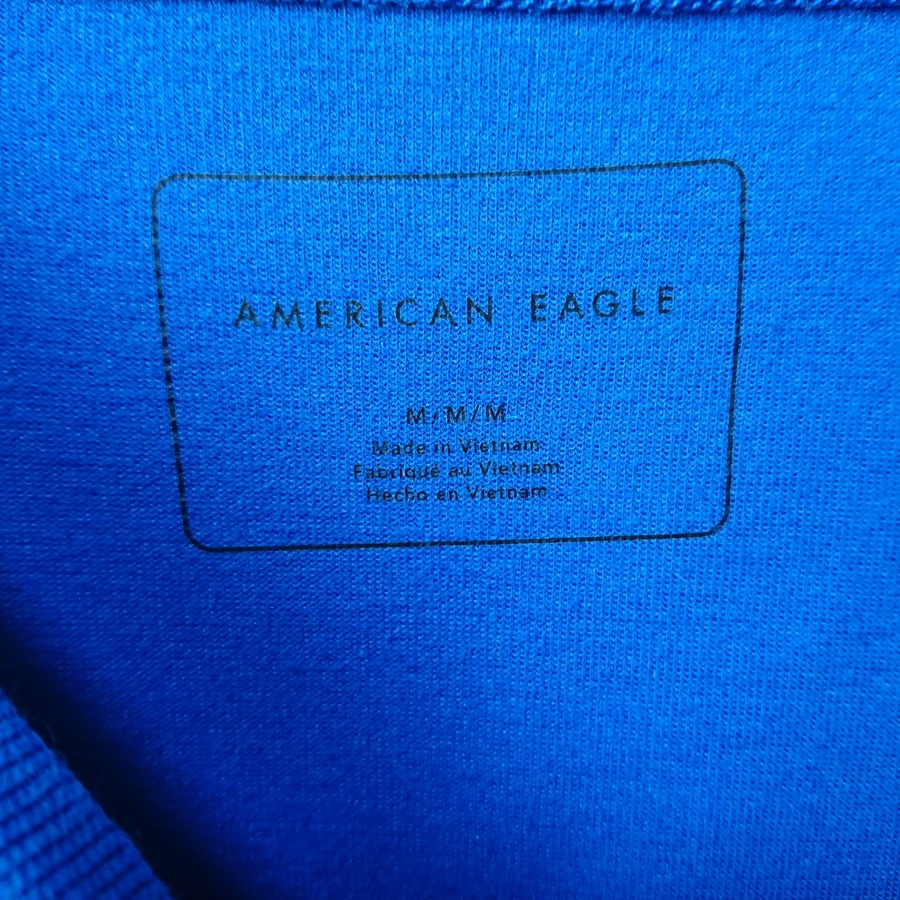 AMERICAN EAGLE
M/M/M
Made in Vietnam
Fabriqué au Vietnam
Hecho en Vietnam